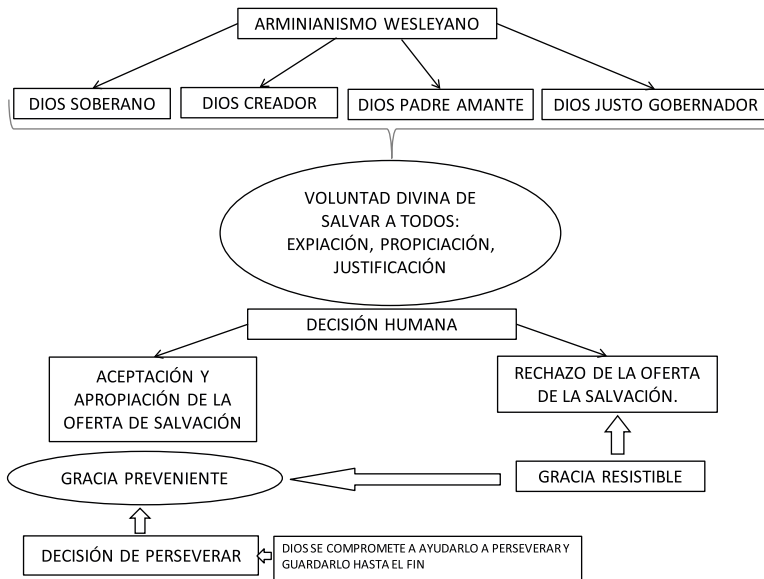 ARMINIANISMO WESLEYANO
DIOS SOBERANO
DIOS CREADOR
DIOS PADRE AMANTE
DIOS JUSTO GOBERNADOR
VOLUNTAD DIVINA DE
SALVAR A TODOS:
EXPIACIÓN, PROPICIACIÓN,
JUSTIFICACIÓN
DECISIÓN HUMANA
ACEPTACIÓN Y
APROPIACIÓN DE LA
OFERTA DE SALVACIÓN
RECHAZO DE LA OFERTA
DE LA SALVACIÓN.
GRACIA PREVENIENTE
GRACIA RESISTIBLE
DECISIÓN DE PERSEVERAR
DIOS SE COMPROMETE A AYUDARLO A PERSEVERAR Y
GUARDARLO HASTA EL FIN